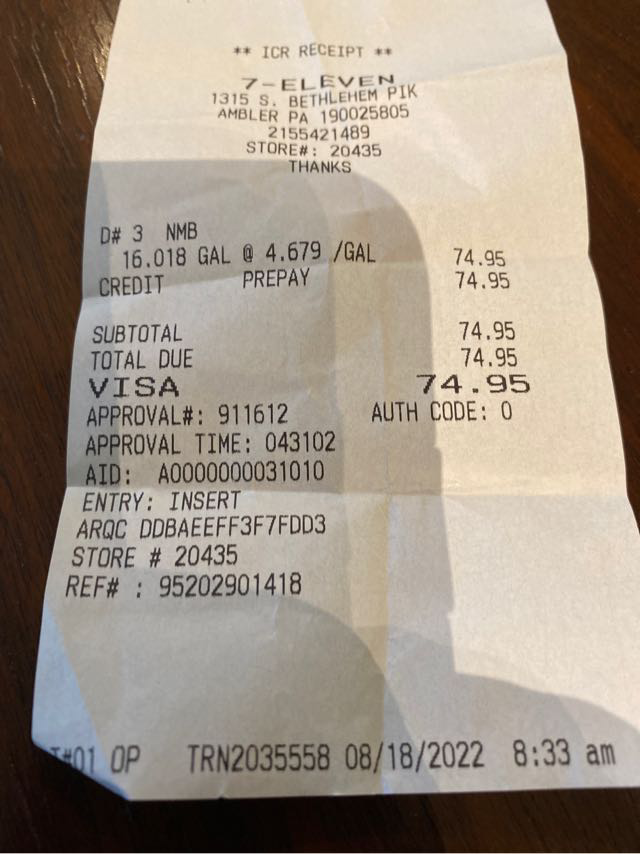 ** ICR RECEIPT **
7-ELEVEN
1315 S. BETHLEHEM PIK
AMBLER PA 190025805
2155421489
STORE#: 20435
THANKS
D# 3 NMB
16.018 GAL @ 4.679 /GAL 74.95
CREDIT PREPAY 74.95
SUBTOTAL 74.95
TOTAL DUE 74.95
VISA 74.95
APPROVAL#: 911612 AUTH CODE: 0
APPROVAL TIME: 043102
AID: A0000000031010
ENTRY: INSERT
ARQC DDBAEEFF3F7FDD3
STORE # 20435
REF# : 95202901418
T#01 OP TRN2035558 08/18/2022 8:33 am